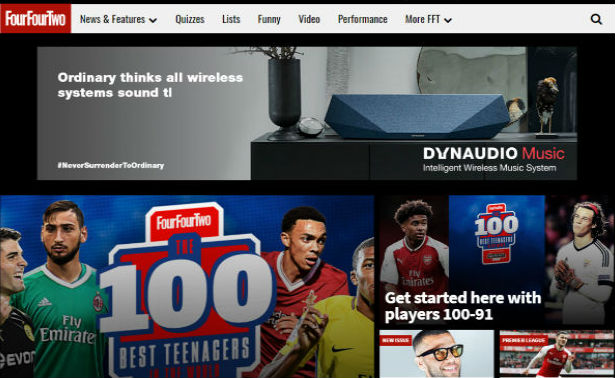 FourFourTwo
News & Features Quizzes Lists Funny Video Performance More FFT
Ordinary thinks all wireless
systems sound tl
#NeverSurrenderToOrdinary
DYNAUDIO Music
Intelligent Wireless Music System
FourFourTwo
THE
100
BEST TEENAGERS
IN THE WORLD
Fly
Emirates
100
BEST TEENAGERS
Fly
Emirates
Get started here with
players 100-91
NEW ISSUE
PREMIER LEAGUE